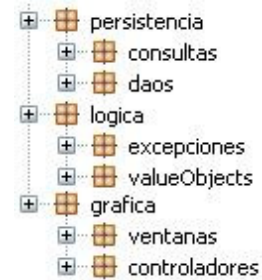 persistencia
consultas
daos
logica
excepciones
valueObjects
grafica
ventanas
controladores